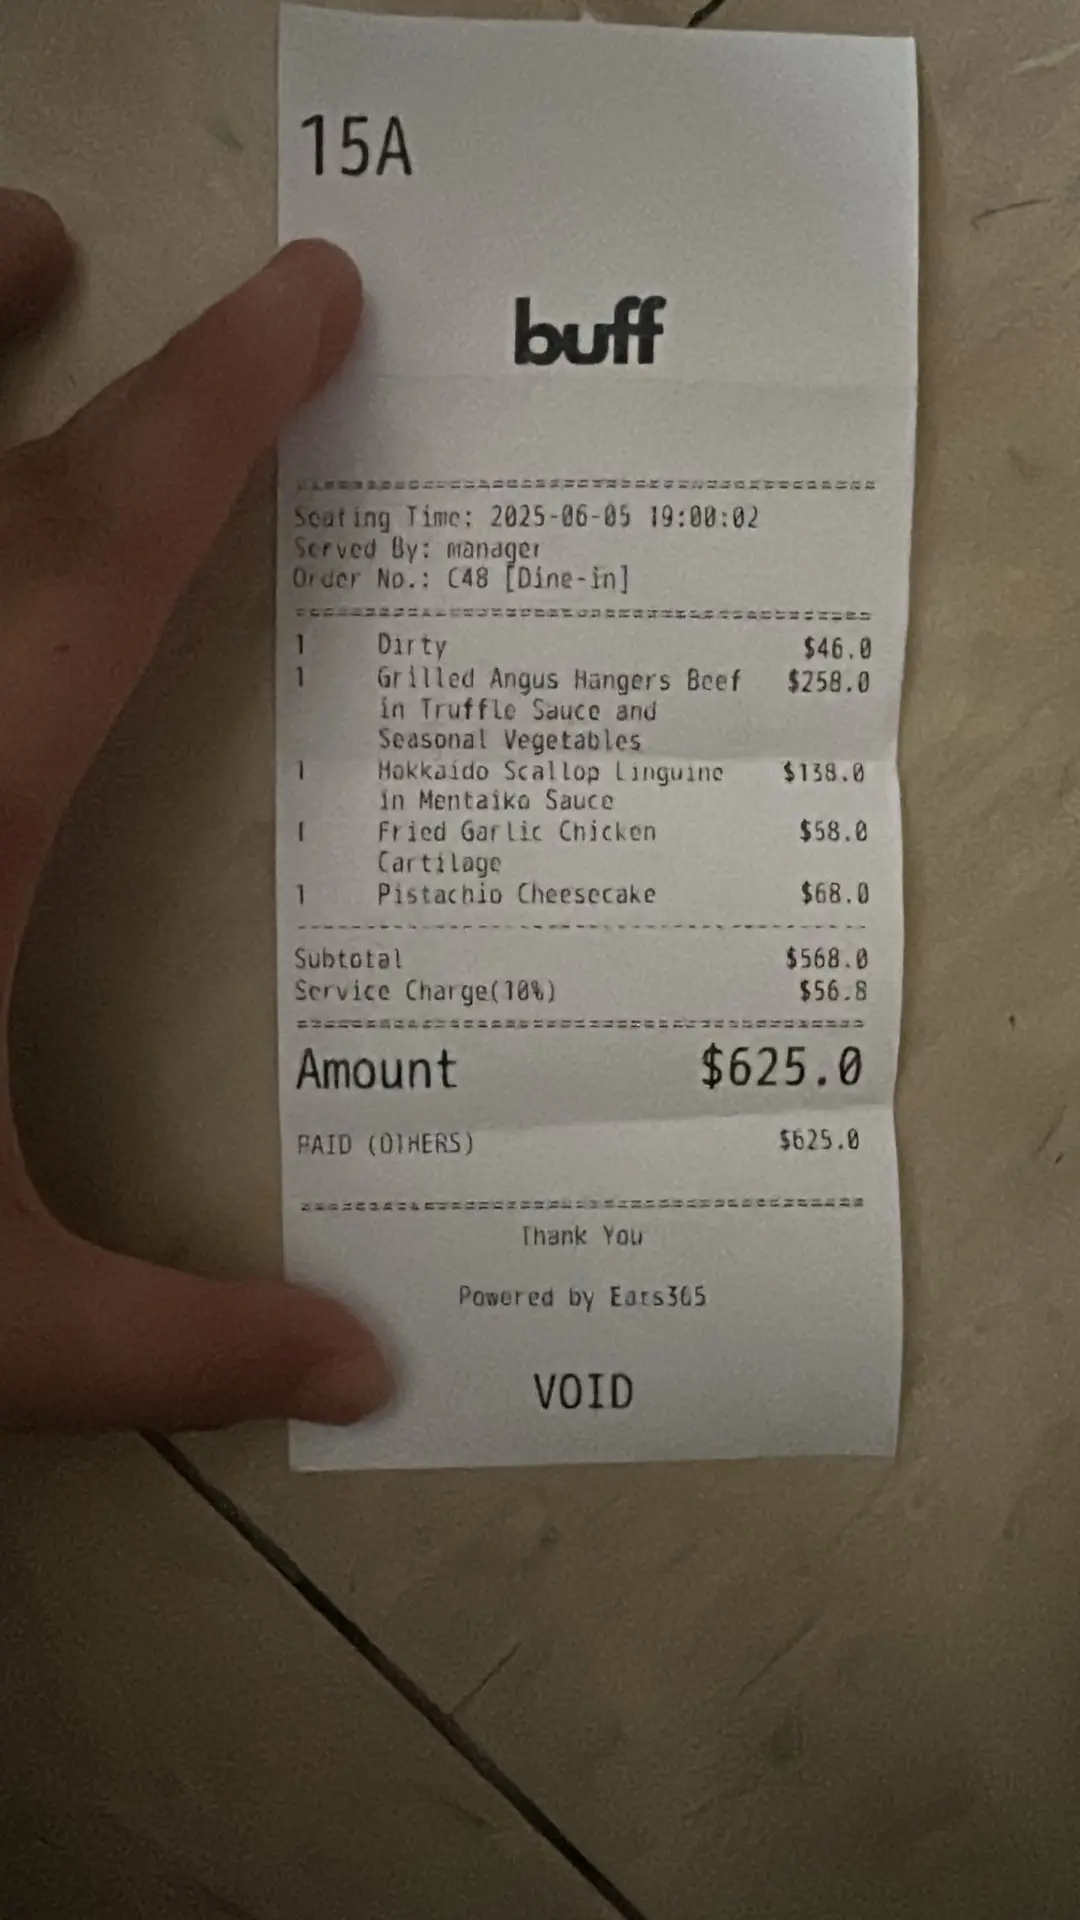 15A
buff
Seating Time: 2025-06-05 19:00:02
Served By: manager
Order No.: C48 [Dine-in]
1 Dirty $46.0
1 Grilled Angus Hangers Beef $258.0
in Truffle Sauce and
Seasonal Vegetables
1 Hokkaido Scallop Linguine $138.0
in Mentaiko Sauce
1 Fried Garlic Chicken $58.0
Cartilage
1 Pistachio Cheesecake $68.0
Subtotal $568.0
Service Charge(10%) $56.8
Amount $625.0
PAID (OTHERS) $625.0
Thank You
Powered by Eats365
VOID